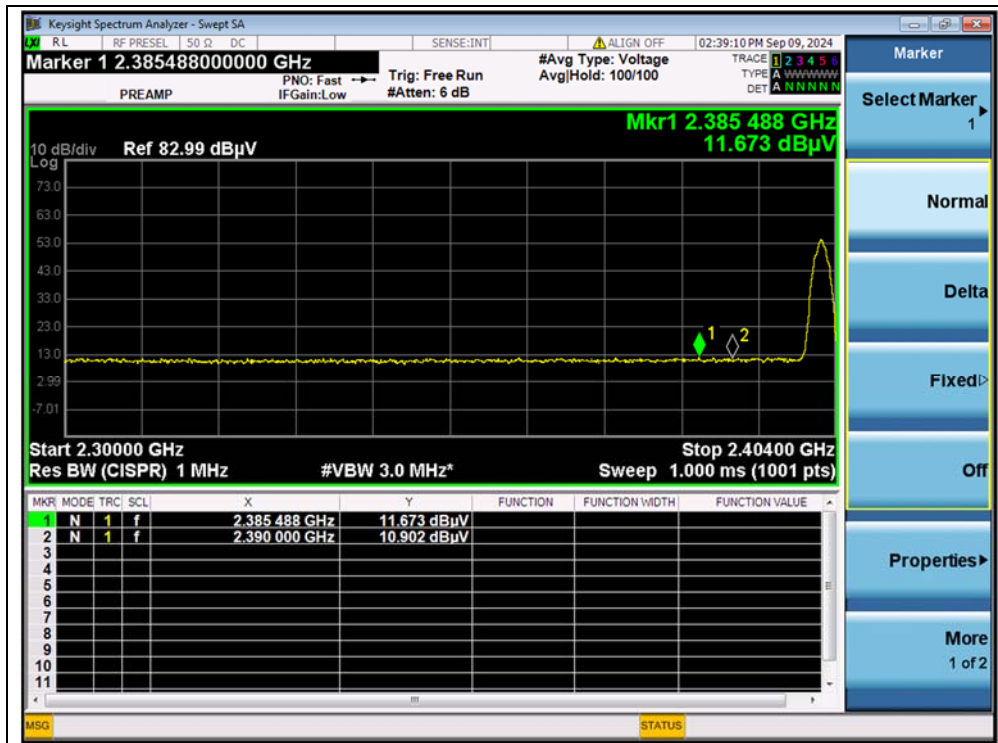 Keysight Spectrum Analyzer - Swept SA
LXI RL RF PRESEL 50 Ω DC SENSE:INT ALIGN OFF 02:39:10 PM Sep 09, 2024
Marker 1 2.385488000000 GHz
PREAMP
PNO: Fast
IFGain:Low
Trig: Free Run
#Atten: 6 dB
#Avg Type: Voltage
Avg|Hold: 100/100
TRACE 1 2 3 4 5 6
TYPE A WWWWW
DET A N N N N N
Mkr1 2.385 488 GHz
11.673 dBµV
10 dB/div Ref 82.99 dBµV
Log
73.0
63.0
53.0
43.0
33.0
23.0
13.0
2.99
-7.01
1
2
Start 2.30000 GHz Stop 2.40400 GHz
Res BW (CISPR) 1 MHz #VBW 3.0 MHz* Sweep 1.000 ms (1001 pts)
MKR MODE TRC SCL X Y FUNCTION FUNCTION WIDTH FUNCTION VALUE
1 N 1 f 2.385 488 GHz 11.673 dBµV
2 N 1 f 2.390 000 GHz 10.902 dBµV
3
4
5
6
7
8
9
10
11
MSG STATUS
Marker
Select Marker
1
Normal
Delta
Fixed
Off
Properties
More
1 of 2